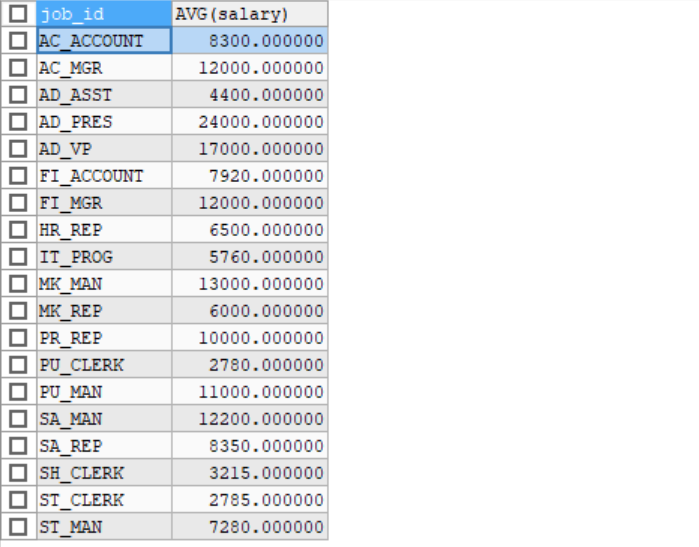 job_id AVG(salary)
AC_ACCOUNT 8300.000000
AC_MGR 12000.000000
AD_ASST 4400.000000
AD_PRES 24000.000000
AD_VP 17000.000000
FI_ACCOUNT 7920.000000
FI_MGR 12000.000000
HR_REP 6500.000000
IT_PROG 5760.000000
MK_MAN 13000.000000
MK_REP 6000.000000
PR_REP 10000.000000
PU_CLERK 2780.000000
PU_MAN 11000.000000
SA_MAN 12200.000000
SA_REP 8350.000000
SH_CLERK 3215.000000
ST_CLERK 2785.000000
ST_MAN 7280.000000